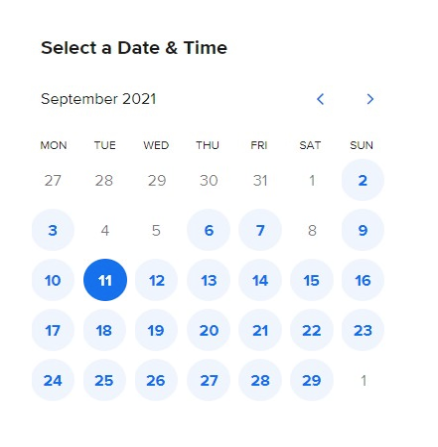 Select a Date & Time
September 2021
MON TUE WED THU FRI SAT SUN
27 28 29 30 31 1 2
3 4 5 6 7 8 9
10 11 12 13 14 15 16
17 18 19 20 21 22 23
24 25 26 27 28 29 1